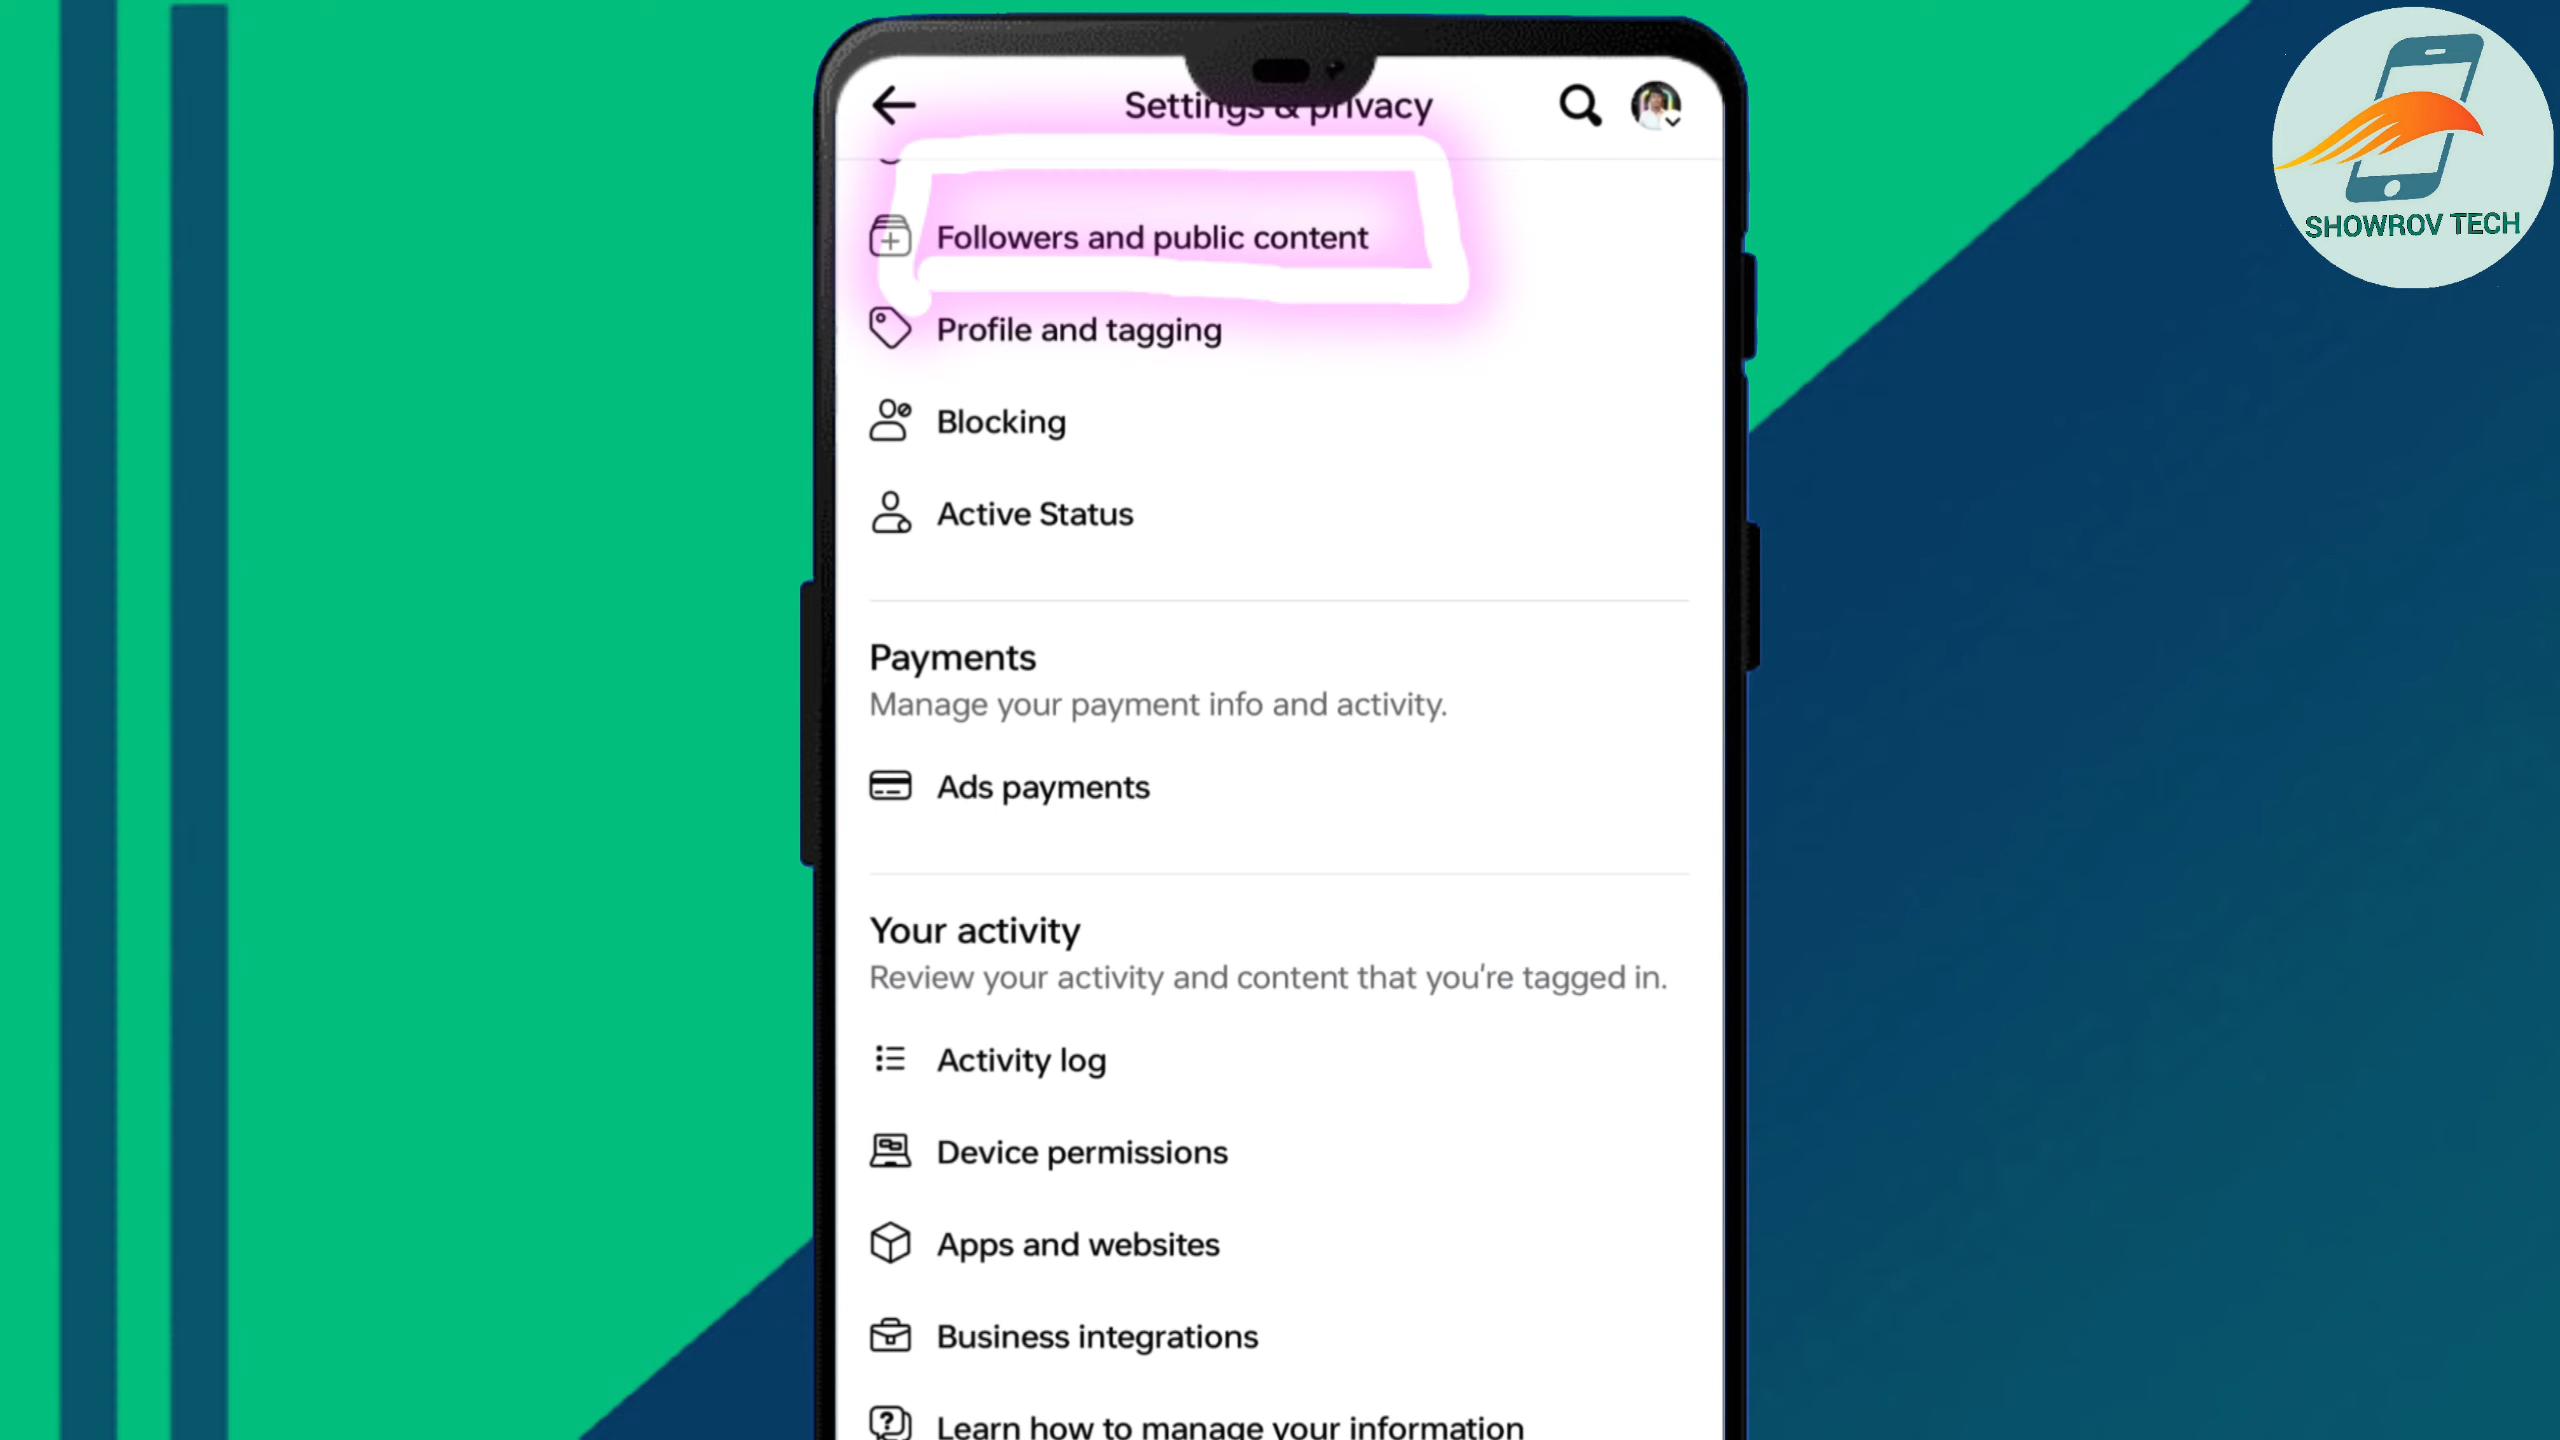 Settings & privacy
Followers and public content
Profile and tagging
Blocking
Active Status
Payments
Manage your payment info and activity.
Ads payments
Your activity
Review your activity and content that you're tagged in.
Activity log
Device permissions
Apps and websites
Business integrations
Learn how to manage your information
SHOWROV TECH